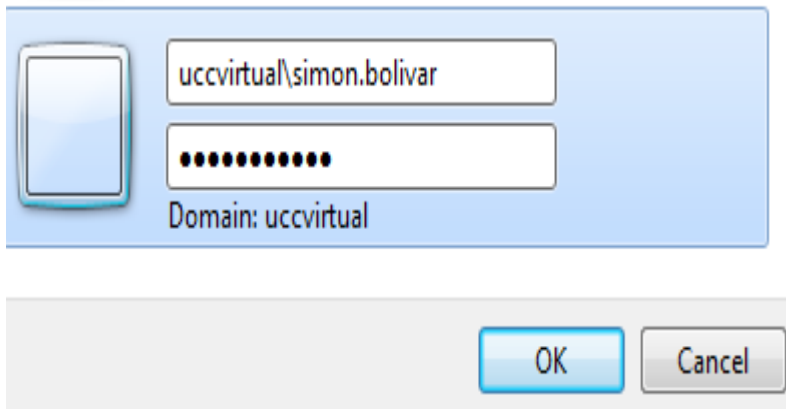 uccvirtual\simon.bolivar
●●●●●●●●●●●
Domain: uccvirtual
OK
Cancel